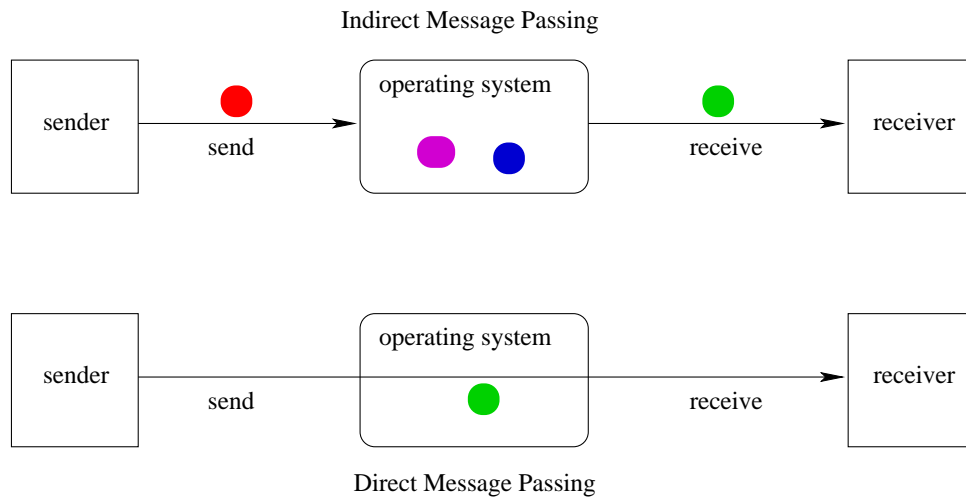 Indirect Message Passing
sender
send
operating system
receive
receiver
sender
send
operating system
receive
receiver
Direct Message Passing